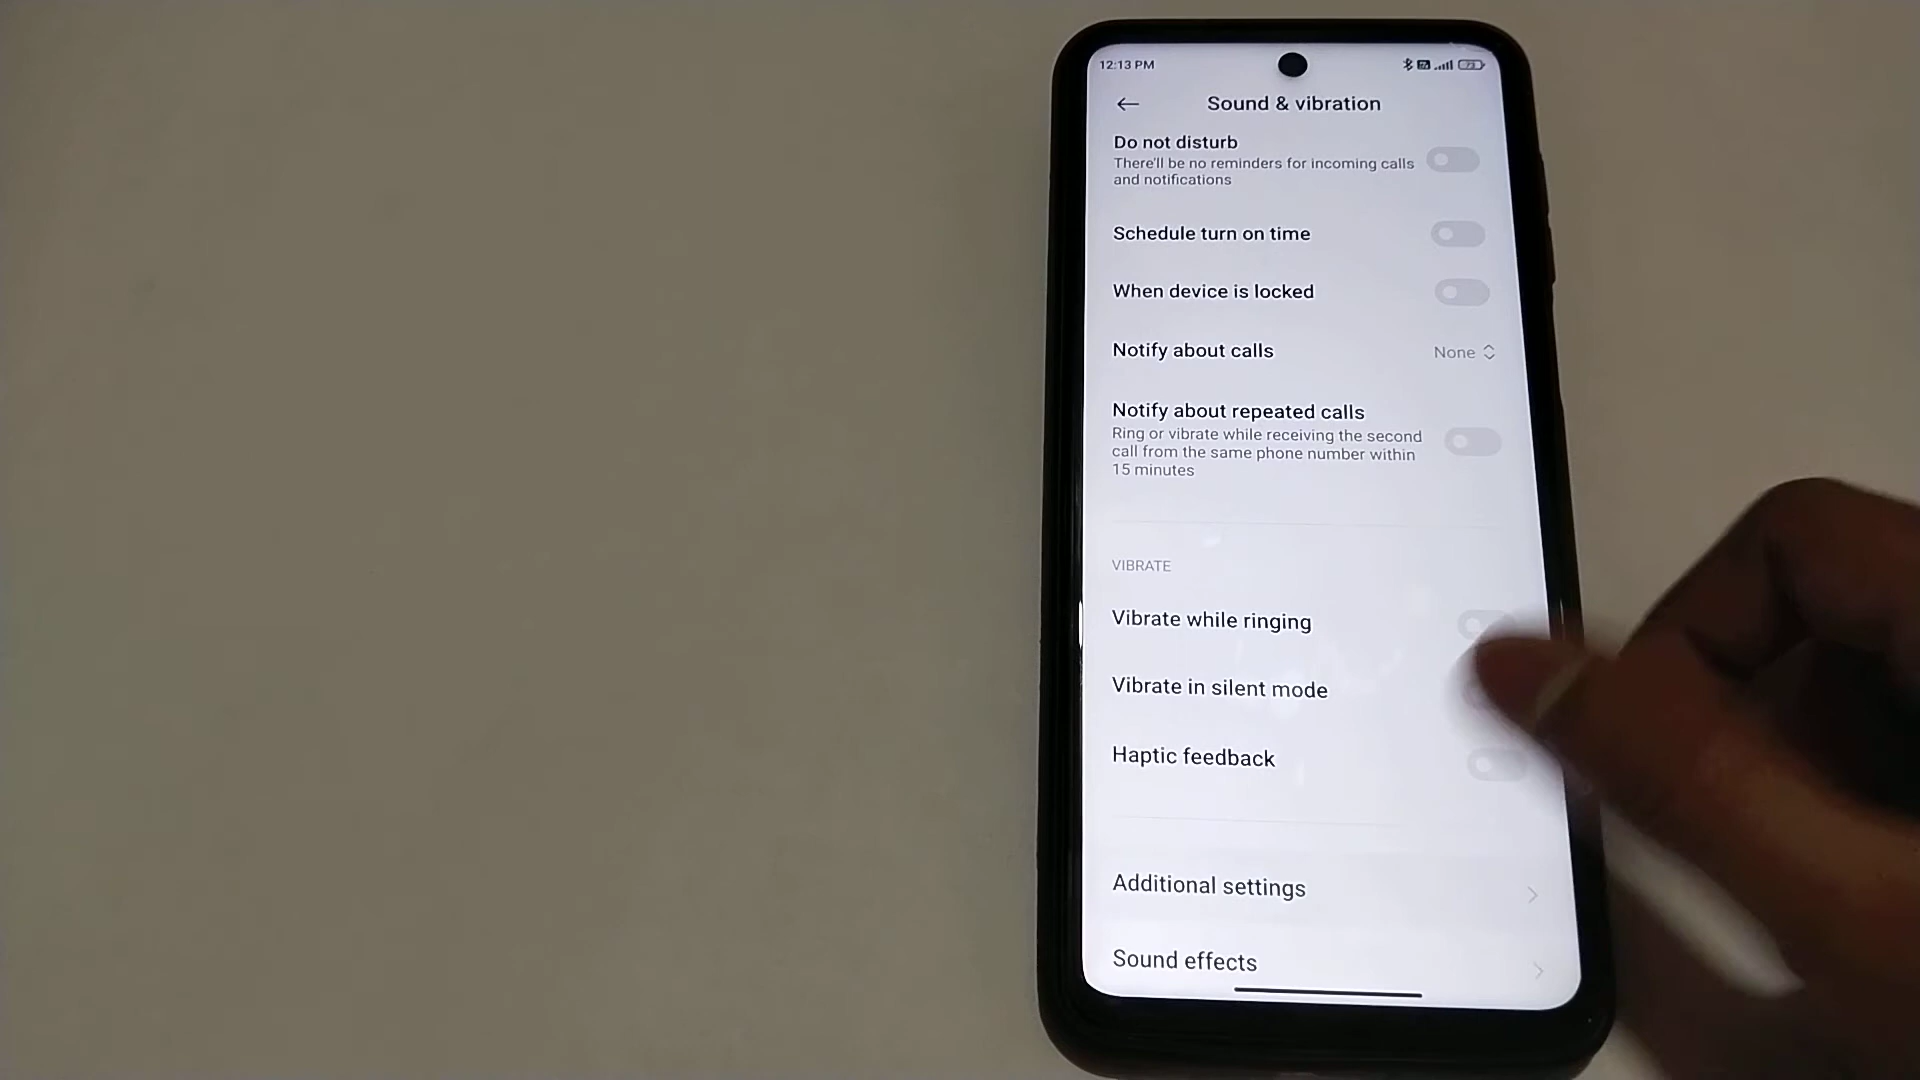 12:13 PM
73
Sound & vibration
Do not disturb
There'll be no reminders for incoming calls
and notifications
Schedule turn on time
When device is locked
Notify about calls
None
Notify about repeated calls
Ring or vibrate while receiving the second
call from the same phone number within
15 minutes
VIBRATE
Vibrate while ringing
Vibrate in silent mode
Haptic feedback
Additional settings
Sound effects